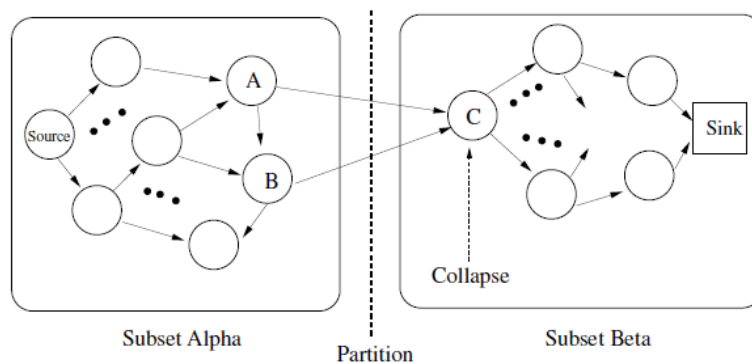 A
Source
B
C
Sink
Collapse
Subset Alpha
Subset Beta
Partition